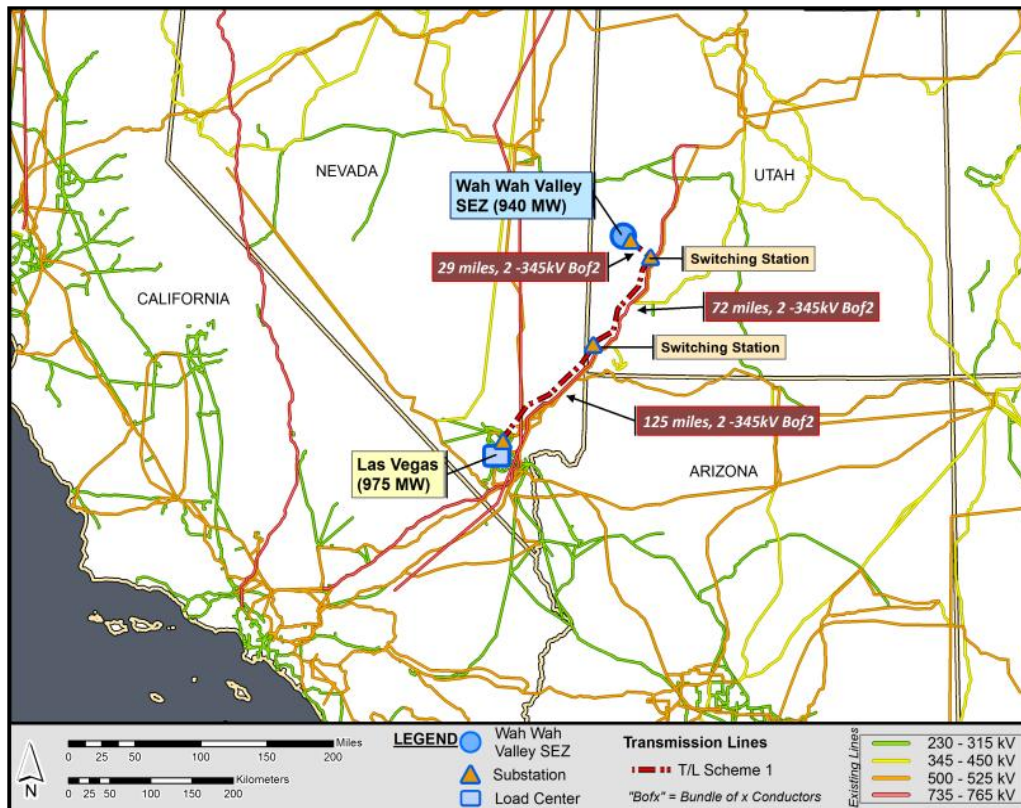 NEVADA
UTAH
Wah Wah Valley
SEZ (940 MW)
29 miles, 2 -345kV Bof2
Switching Station
CALIFORNIA
72 miles, 2 -345kV Bof2
Switching Station
125 miles, 2 -345kV Bof2
Las Vegas
(975 MW)
ARIZONA
N
Miles
0 25 50 100 150 200
Kilometers
0 25 50 100 150 200
LEGEND
Wah Wah
Valley SEZ
Substation
Load Center
Transmission Lines
T/L Scheme 1
"Bofx" = Bundle of x Conductors
Existing Lines
230 - 315 kV
345 - 450 kV
500 - 525 kV
735 - 765 kV